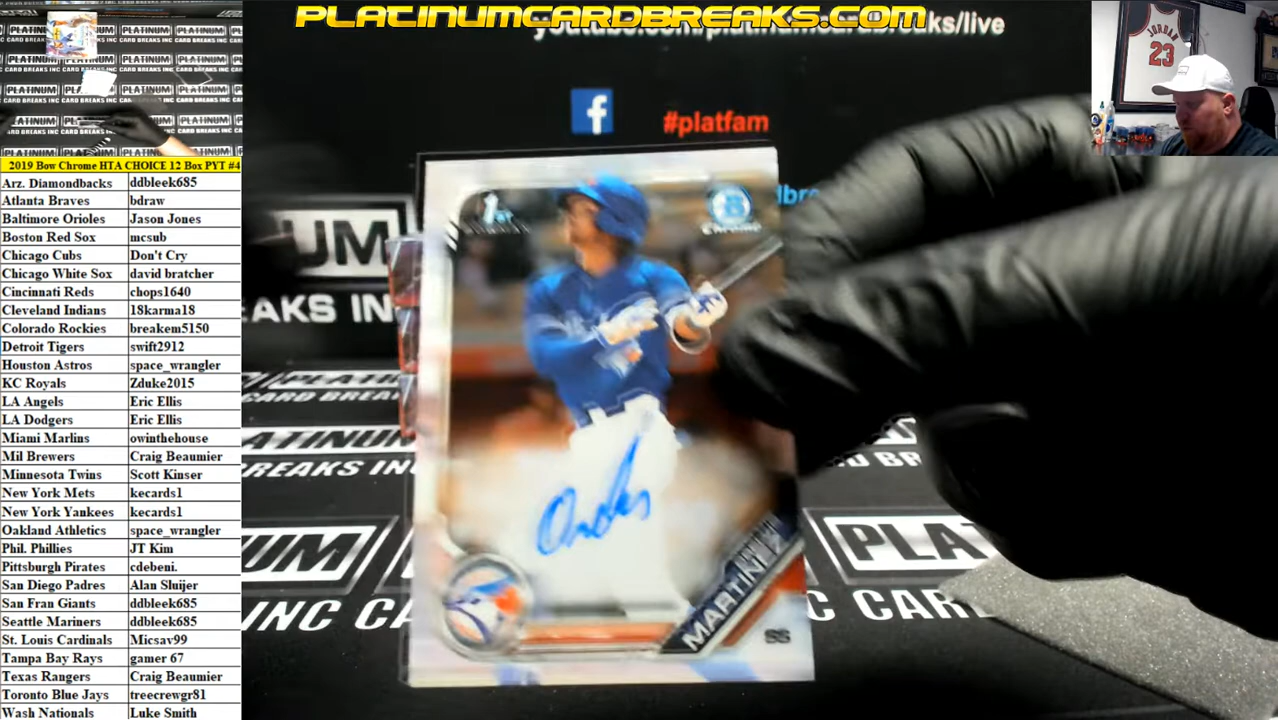 PLATINUMCARDBREAKS.COM
youtube.com/platinumcardbreaks/live
#platfam
JORDAN
23
2019 Bow Chrome HTA CHOICE 12 Box PYT #4
Arz. Diamondbacks ddbleek685
Atlanta Braves bdraw
Baltimore Orioles Jason Jones
Boston Red Sox mcsub
Chicago Cubs Don't Cry
Chicago White Sox david bratcher
Cincinnati Reds chops1640
Cleveland Indians 18karma18
Colorado Rockies breakem5150
Detroit Tigers swift2912
Houston Astros space_wrangler
KC Royals Zduke2015
LA Angels Eric Ellis
LA Dodgers Eric Ellis
Miami Marlins owinthehouse
Mil Brewers Craig Beaumier
Minnesota Twins Scott Kinser
New York Mets kecards1
New York Yankees kecards1
Oakland Athletics space_wrangler
Phil. Phillies JT Kim
Pittsburgh Pirates cdebeni.
San Diego Padres Alan Sluijer
San Fran Giants ddbleek685
Seattle Mariners ddbleek685
St. Louis Cardinals Micsav99
Tampa Bay Rays gamer 67
Texas Rangers Craig Beaumier
Toronto Blue Jays treecrewgr81
Wash Nationals Luke Smith
1ST
CHROME
MARTINEZ
SS